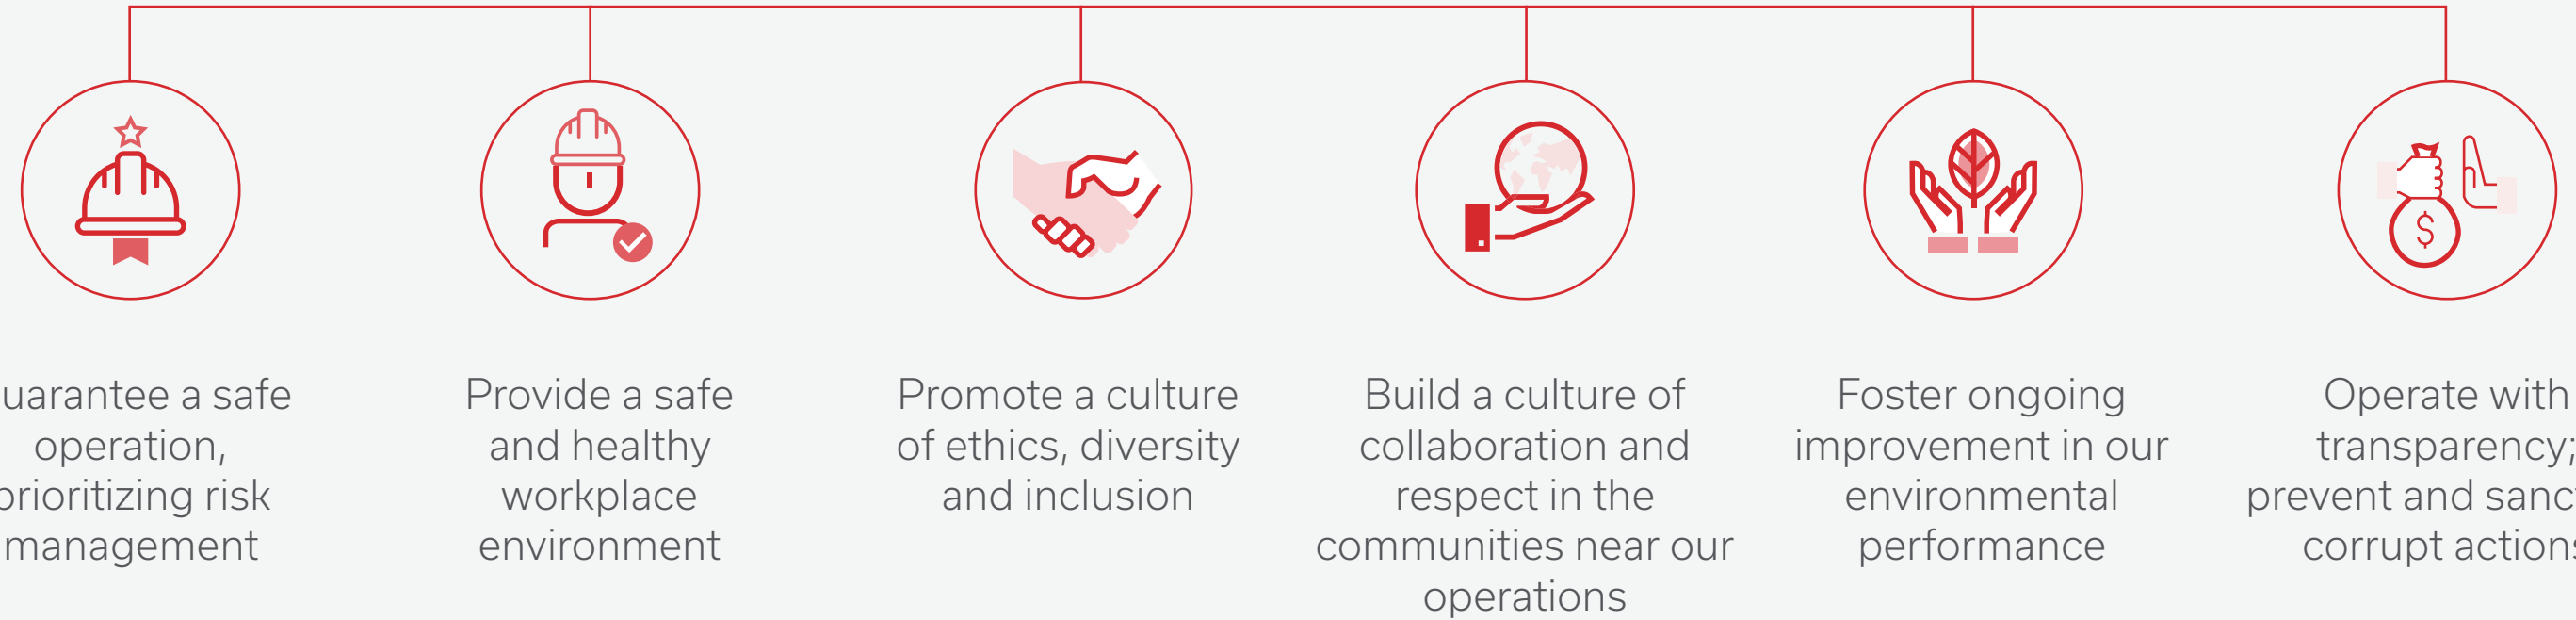 uarantee a safe
operation,
prioritizing risk
management
Provide a safe
and healthy
workplace
environment
Promote a culture
of ethics, diversity
and inclusion
Build a culture of
collaboration and
respect in the
communities near our
operations
Foster ongoing
improvement in our
environmental
performance
Operate with
transparency;
prevent and sanc
corrupt actions
$